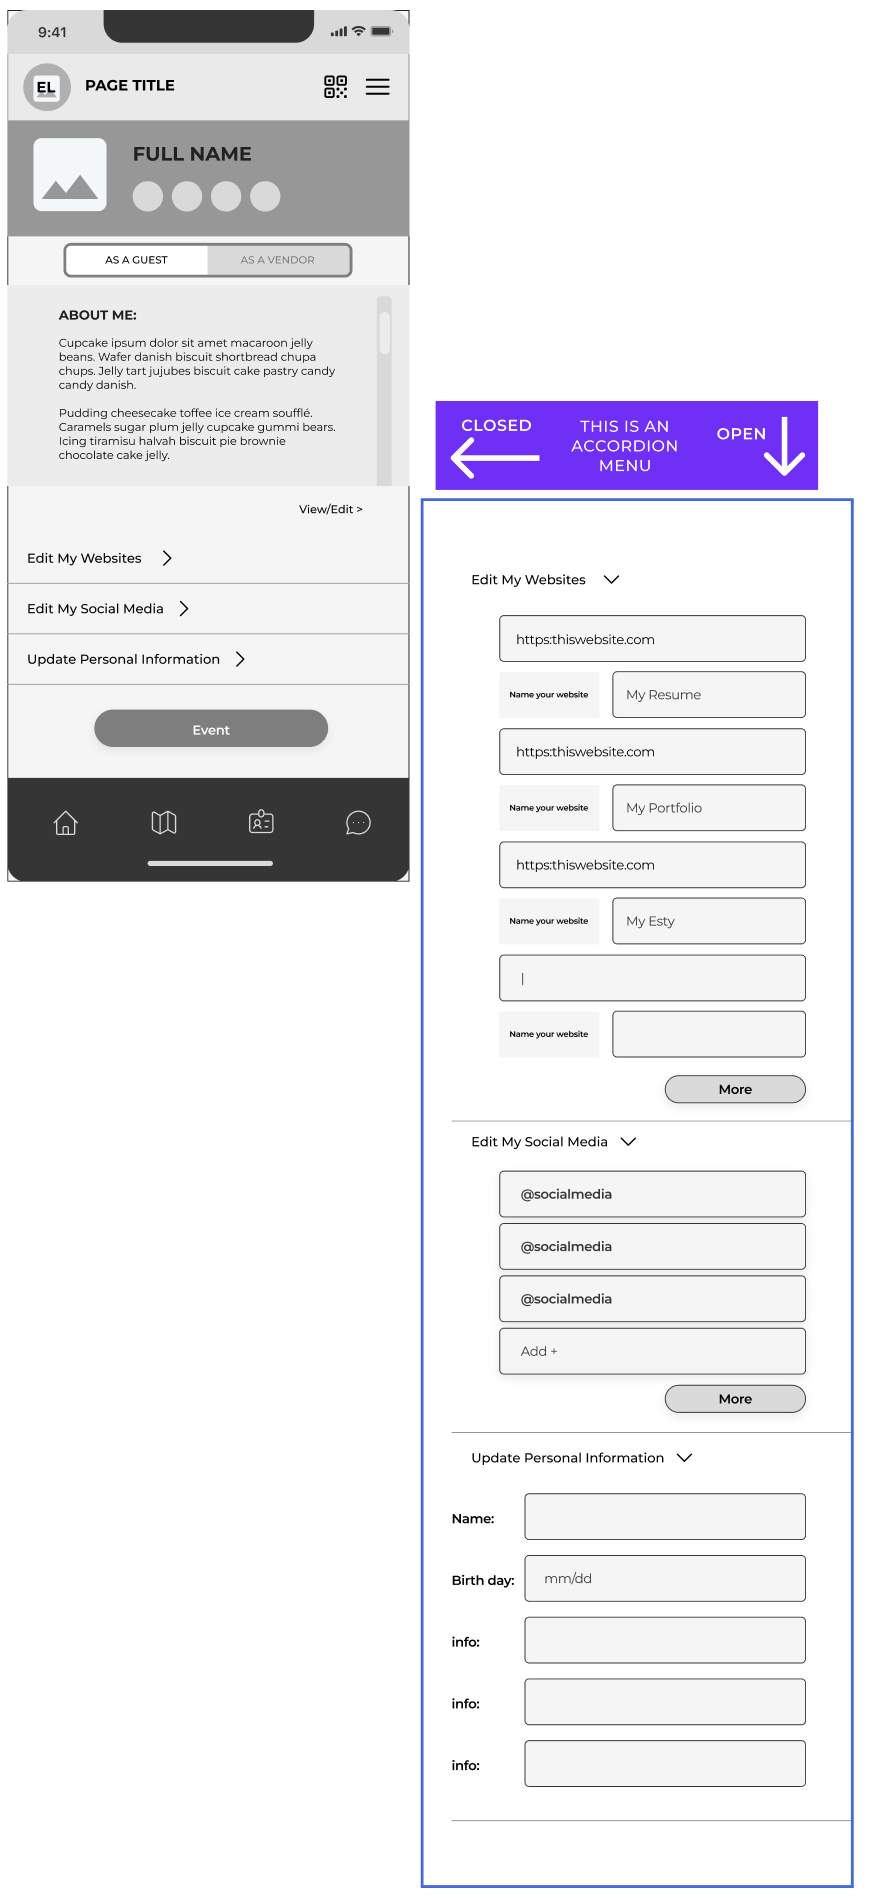 9:41
EL
PAGE TITLE
FULL NAME
AS A GUEST
AS A VENDOR
ABOUT ME:
Cupcake ipsum dolor sit amet macaroon jelly
beans. Wafer danish biscuit shortbread chupa
chups. Jelly tart jujubes biscuit cake pastry candy
candy danish.
Pudding cheesecake toffee ice cream soufflé.
Caramels sugar plum jelly cupcake gummi bears.
Icing tiramisu halvah biscuit pie brownie
chocolate cake jelly.
View/Edit >
Edit My Websites
Edit My Social Media
Update Personal Information
Event
CLOSED
THIS IS AN
ACCORDION
MENU
OPEN
Edit My Websites
https:thiswebsite.com
Name your website
My Resume
https:thiswebsite.com
Name your website
My Portfolio
https:thiswebsite.com
Name your website
My Esty
|
Name your website
More
Edit My Social Media
@socialmedia
@socialmedia
@socialmedia
Add +
More
Update Personal Information
Name:
Birth day:
mm/dd
info:
info:
info: